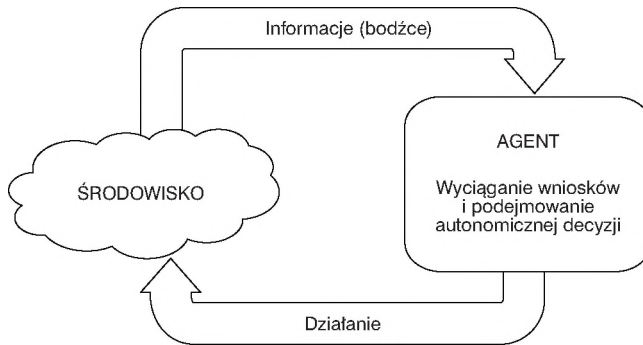 Informacje (bodźce)
ŚRODOWISKO
AGENT
Wyciąganie wniosków
i podejmowanie
autonomicznej decyzji
Działanie